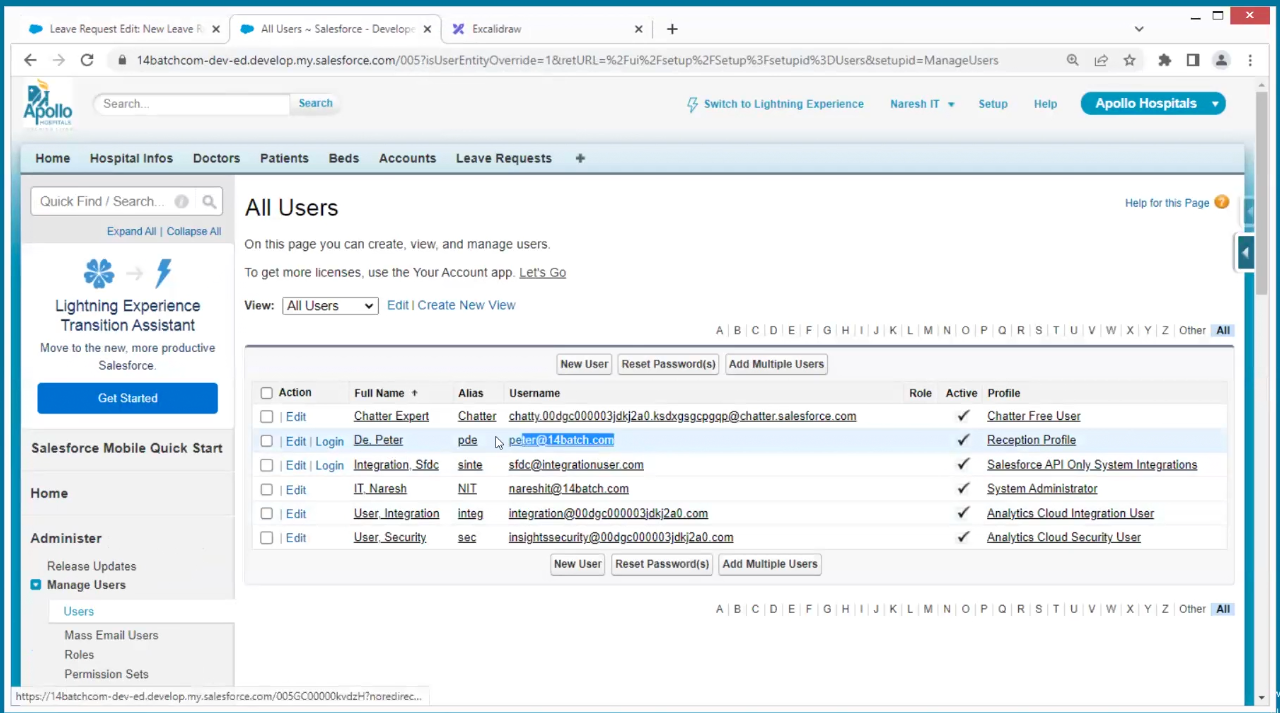 Leave Request Edit: New Leave R
All Users ~ Salesforce - Develope
Excalidraw
14batchcom-dev-ed.develop.my.salesforce.com/005?isUserEntityOverride=1&retURL=%2Fui%2Fsetup%2FSetup%3Fsetupid%3DUsers&setupid=ManageUsers
Apollo
HOSPITALS
Search...
Search
Switch to Lightning Experience
Naresh IT
Setup
Help
Apollo Hospitals
Home
Hospital Infos
Doctors
Patients
Beds
Accounts
Leave Requests
Quick Find / Search...
Expand All | Collapse All
Lightning Experience
Transition Assistant
Move to the new, more productive
Salesforce.
Get Started
Salesforce Mobile Quick Start
Home
Administer
Release Updates
Manage Users
Users
Mass Email Users
Roles
Permission Sets
All Users
Help for this Page
On this page you can create, view, and manage users.
To get more licenses, use the Your Account app. Let's Go
View: All Users Edit | Create New View
A | B | C | D | E | F | G | H | I | J | K | L | M | N | O | P | Q | R | S | T | U | V | W | X | Y | Z | Other All
New User Reset Password(s) Add Multiple Users
Action Full Name Alias Username Role Active Profile
| Edit Chatter Expert Chatter chatty.00dgc000003jdkj2a0.ksdxgsgcpgqp@chatter.salesforce.com Chatter Free User
| Edit | Login De, Peter pde peter@14batch.com Reception Profile
| Edit | Login Integration, Sfdc sinte sfdc@integrationuser.com Salesforce API Only System Integrations
| Edit IT, Naresh NIT nareshit@14batch.com System Administrator
| Edit User, Integration integ integration@00dgc000003jdkj2a0.com Analytics Cloud Integration User
| Edit User, Security sec insightssecurity@00dgc000003jdkj2a0.com Analytics Cloud Security User
New User Reset Password(s) Add Multiple Users
A | B | C | D | E | F | G | H | I | J | K | L | M | N | O | P | Q | R | S | T | U | V | W | X | Y | Z | Other All
https://14batchcom-dev-ed.develop.my.salesforce.com/005GC00000kvdzH?noredirec...